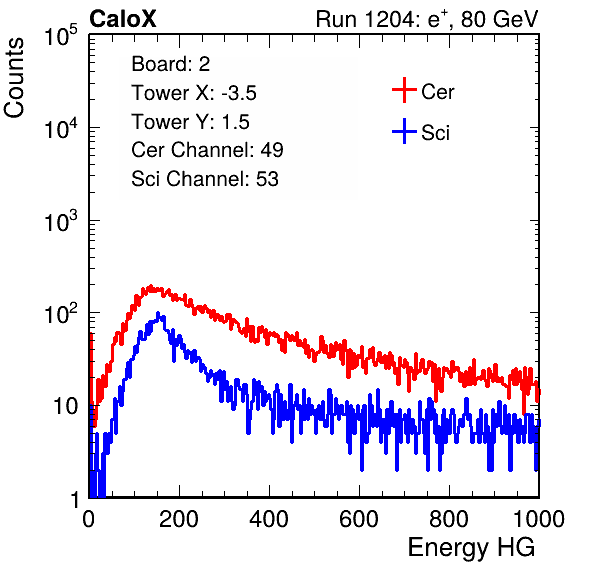 CaloX Run 1204: e⁺, 80 GeV
Counts
Board: 2
Tower X: -3.5
Tower Y: 1.5
Cer Channel: 49
Sci Channel: 53
Cer
Sci
10⁵
10⁴
10³
10²
10
1
0 200 400 600 800 1000
Energy HG